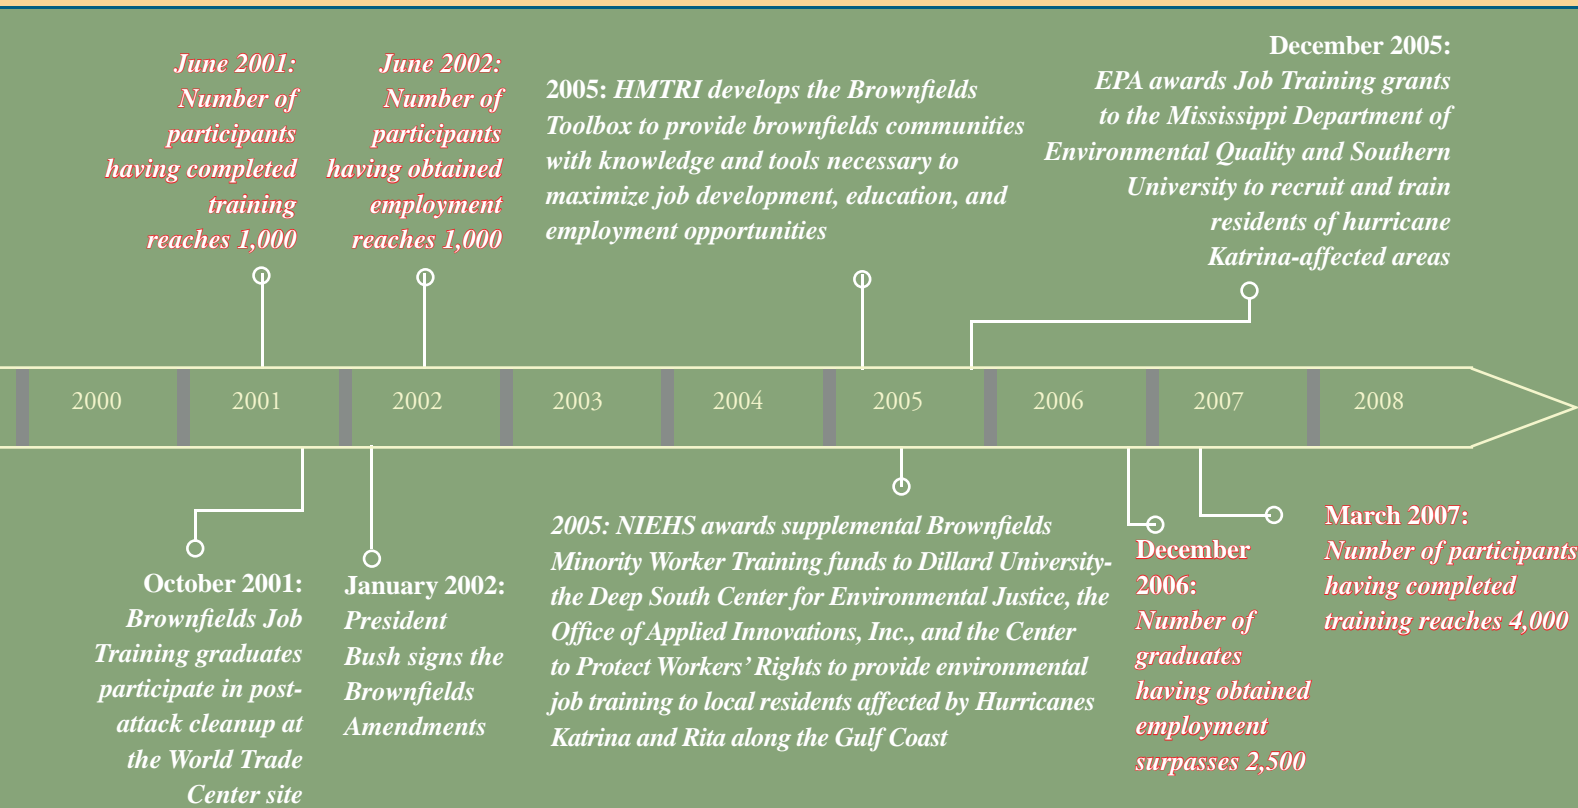 June 2001:
Number of
participants
having completed
training
reaches 1,000
June 2002:
Number of
participants
having obtained
employment
reaches 1,000
2005: HMTRI develops the Brownfields
Toolbox to provide brownfields communities
with knowledge and tools necessary to
maximize job development, education, and
employment opportunities
December 2005:
EPA awards Job Training grants
to the Mississippi Department of
Environmental Quality and Southern
University to recruit and train
residents of hurricane
Katrina-affected areas
2000 2001 2002 2003 2004 2005 2006 2007 2008
October 2001:
Brownfields Job
Training graduates
participate in post-
attack cleanup at
the World Trade
Center site
January 2002:
President
Bush signs the
Brownfields
Amendments
2005: NIEHS awards supplemental Brownfields
Minority Worker Training funds to Dillard University-
the Deep South Center for Environmental Justice, the
Office of Applied Innovations, Inc., and the Center
to Protect Workers' Rights to provide environmental
job training to local residents affected by Hurricanes
Katrina and Rita along the Gulf Coast
December
2006:
Number of
graduates
having obtained
employment
surpasses 2,500
March 2007:
Number of participants
having completed
training reaches 4,000